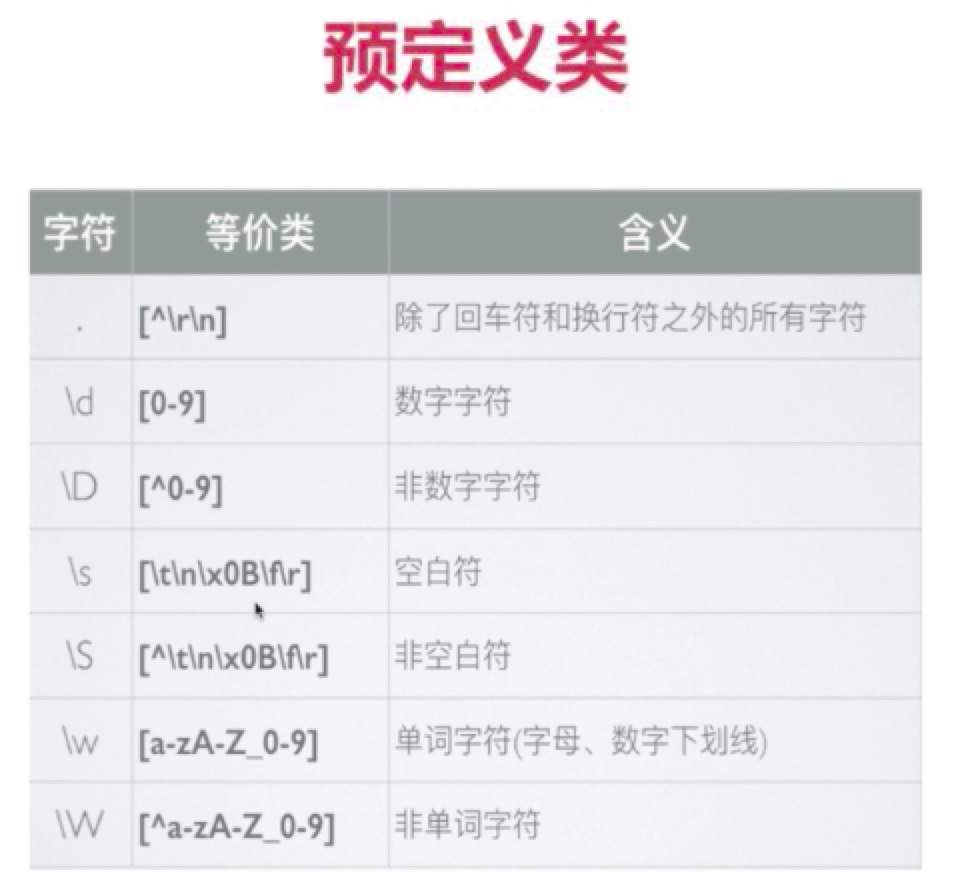 预定义类
字符 等价类 含义
. [^\r\n] 除了回车符和换行符之外的所有字符
\d [0-9] 数字字符
\D [^0-9] 非数字字符
\s [\t\n\x0B\f\r] 空白符
\S [^\t\n\x0B\f\r] 非空白符
\w [a-zA-Z_0-9] 单词字符(字母、数字下划线)
\W [^a-zA-Z_0-9] 非单词字符